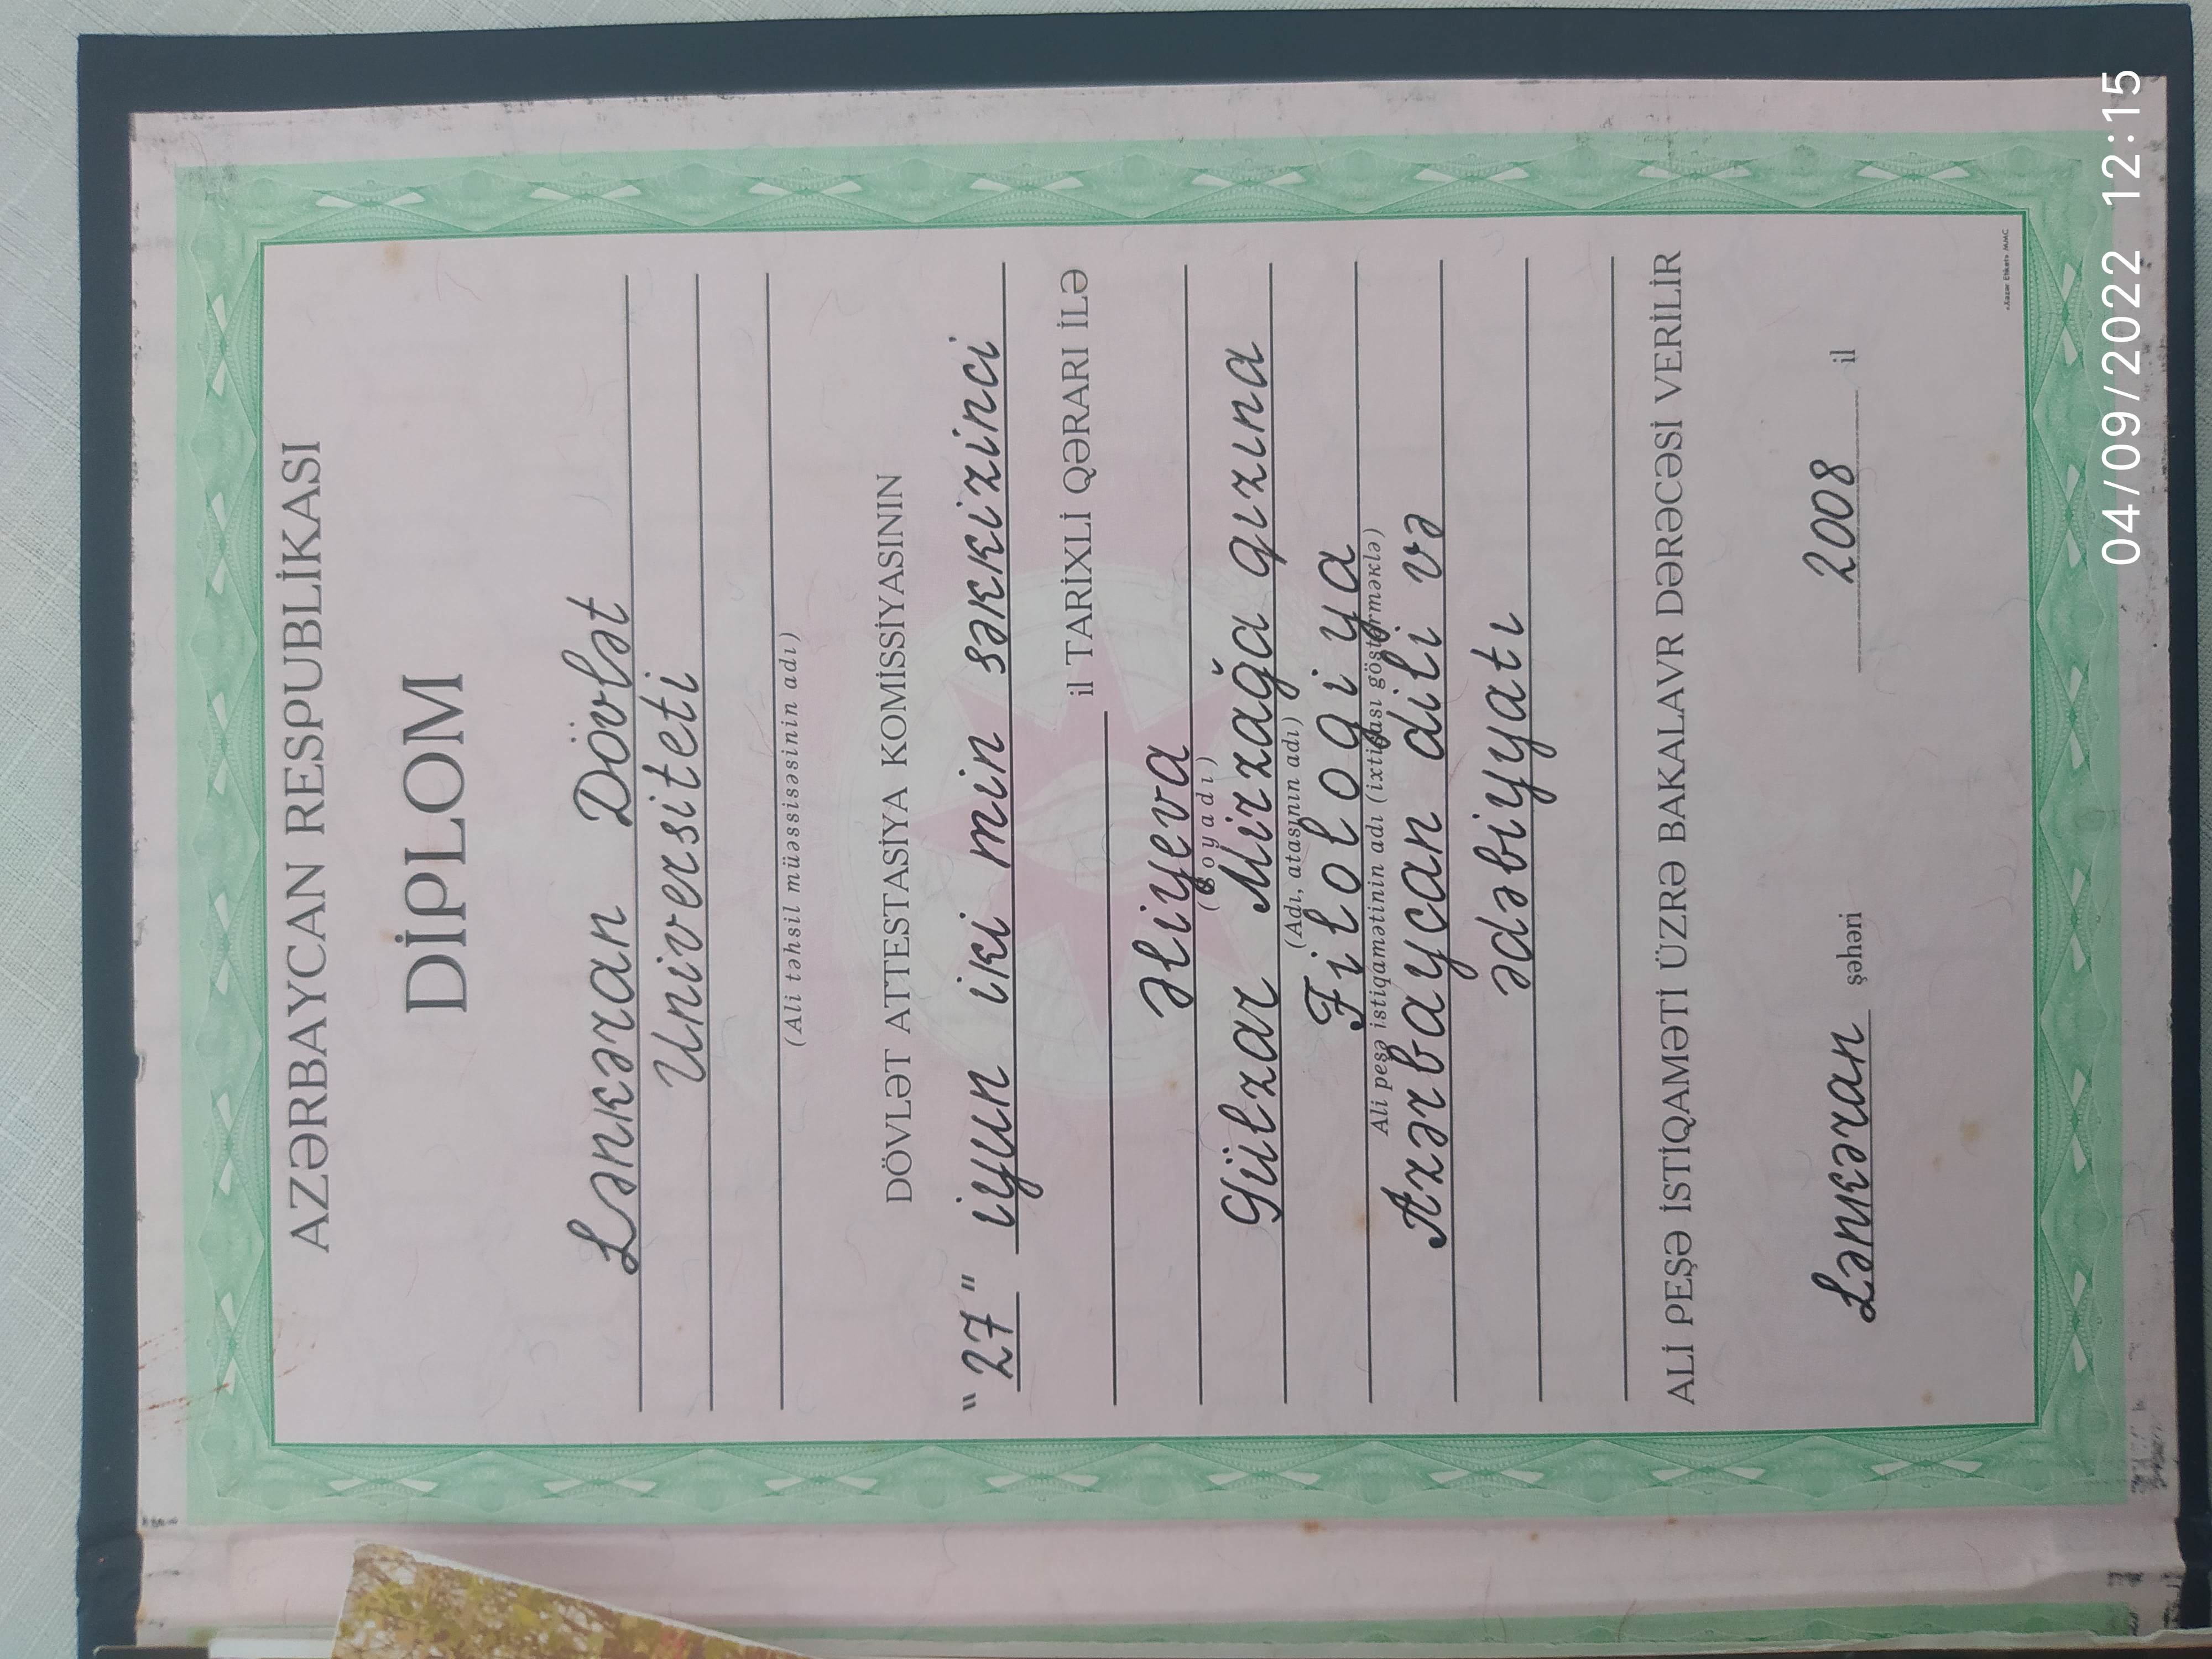 AZƏRBAYCAN RESPUBLİKASI
DİPLOM
Lənkəran Dövlət
Universiteti
(Ali təhsil müəssisəsinin adı)
DÖVLƏT ATTESTASİYA KOMİSSİYASININ
"27" iyun iki min səkkizinci
il TARİXLİ QƏRARI İLƏ
Əliyeva
(Soyadı)
Gülzar Mirzağa qızına
(Adı, atasının adı)
Filologiya
Ali peşə istiqamətinin adı (ixtisası göstərməklə)
Azərbaycan dili və
ədəbiyyatı
ALİ PEŞƏ İSTİQAMƏTİ ÜZRƏ BAKALAVR DƏRƏCƏSİ VERİLİR
Lənkəran şəhəri 2008 il
«Xəzər Etiket» MMC
04/09/2022 12:15